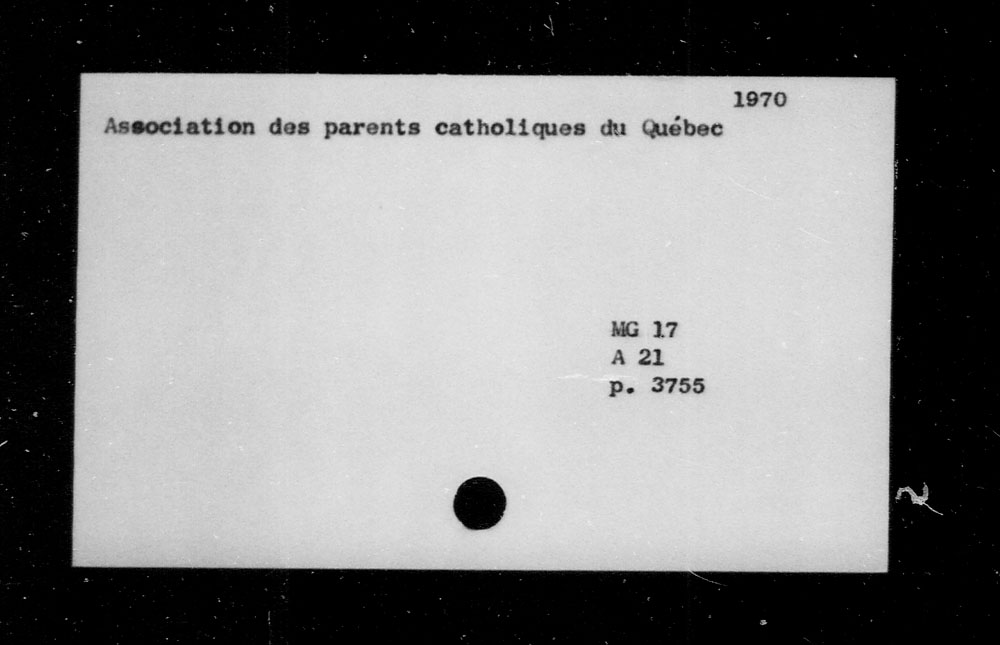 1970
Association des parents catholiques du Québec
MG 17
A 21
p. 3755